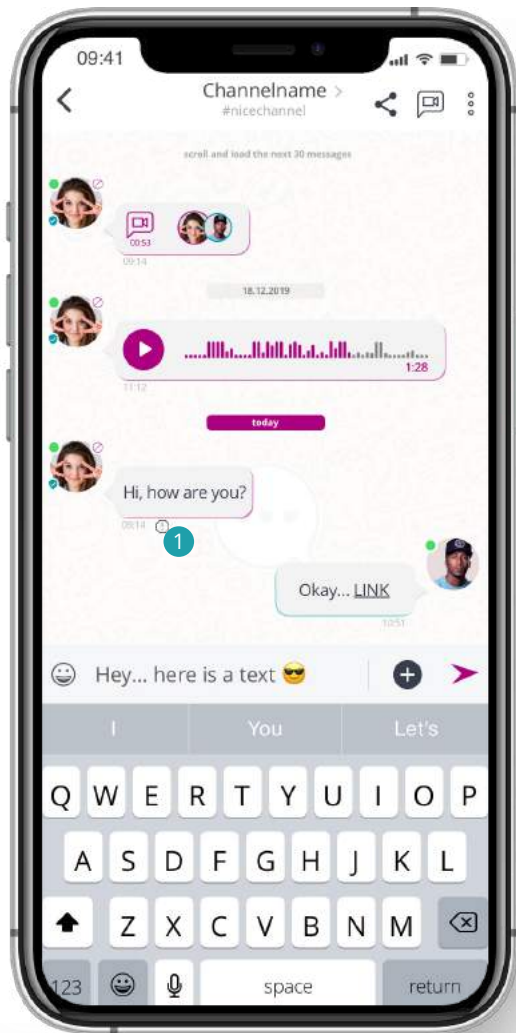 09:41
Channelname >
#nicechannel
scroll and load the next 30 messages
00:53
09:14
18.12.2019
1:28
11:12
today
Hi, how are you?
09:14
1
Okay... LINK
10:51
Hey... here is a text 😎
I You Let's
Q W E R T Y U I O P
A S D F G H J K L
Z X C V B N M
123 space return